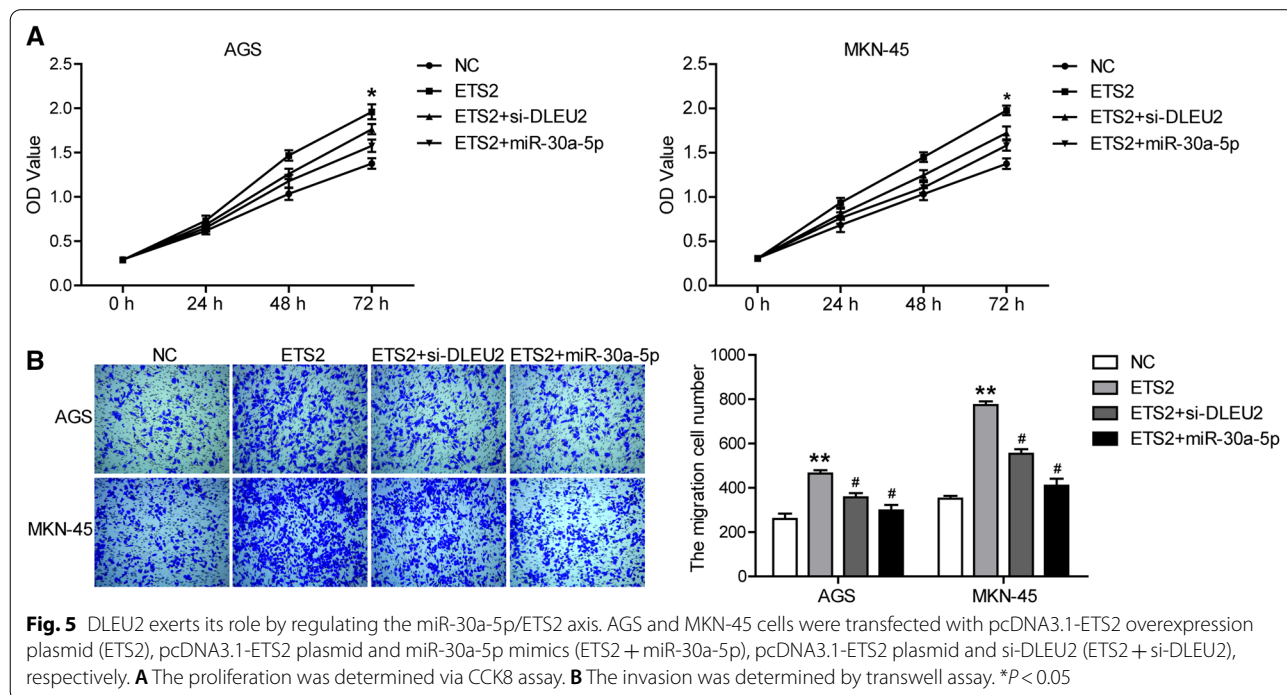 A
AGS
NC
ETS2
ETS2+si-DLEU2
ETS2+miR-30a-5p
OD Value
2.5
2.0
1.5
1.0
0.5
0.0
*
0 h 24 h 48 h 72 h
MKN-45
NC
ETS2
ETS2+si-DLEU2
ETS2+miR-30a-5p
OD Value
2.5
2.0
1.5
1.0
0.5
0.0
*
0 h 24 h 48 h 72 h
B
NC ETS2 ETS2+si-DLEU2 ETS2+miR-30a-5p
AGS
MKN-45
The migration cell number
1000
800
600
400
200
0
** # #
** # #
AGS MKN-45
NC
ETS2
ETS2+si-DLEU2
ETS2+miR-30a-5p
Fig. 5 DLEU2 exerts its role by regulating the miR-30a-5p/ETS2 axis. AGS and MKN-45 cells were transfected with pcDNA3.1-ETS2 overexpression
plasmid (ETS2), pcDNA3.1-ETS2 plasmid and miR-30a-5p mimics (ETS2 + miR-30a-5p), pcDNA3.1-ETS2 plasmid and si-DLEU2 (ETS2 + si-DLEU2),
respectively. A The proliferation was determined via CCK8 assay. B The invasion was determined by transwell assay. *P < 0.05